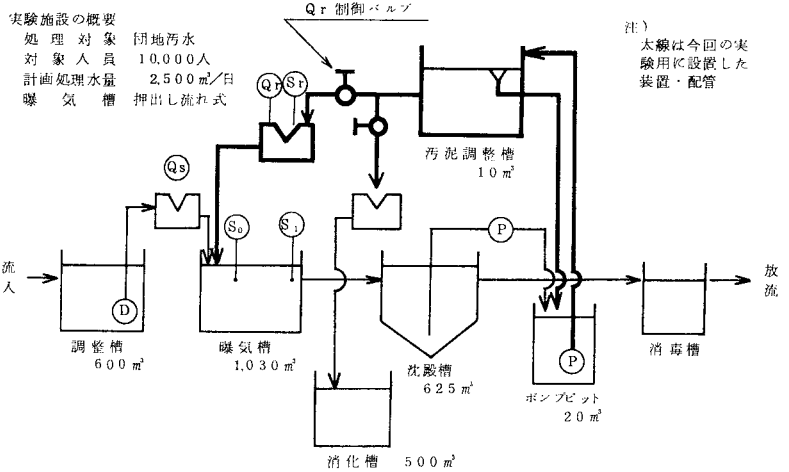 実験施設の概要
処理対象 団地汚水
対象人員 10,000人
計画処理水量 2,500㎥/日
曝気槽 押出し流れ式
Qr 制御バルブ
注)
太線は今回の実
験用に設置した
装置・配管
Qr
Sr
汚泥調整槽
10㎥
Qs
S₀
S₁
P
流入
D
放流
調整槽
600㎥
曝気槽
1,030㎥
沈殿槽
625㎥
P
ポンプピット
20㎥
消毒槽
消化槽 500㎥